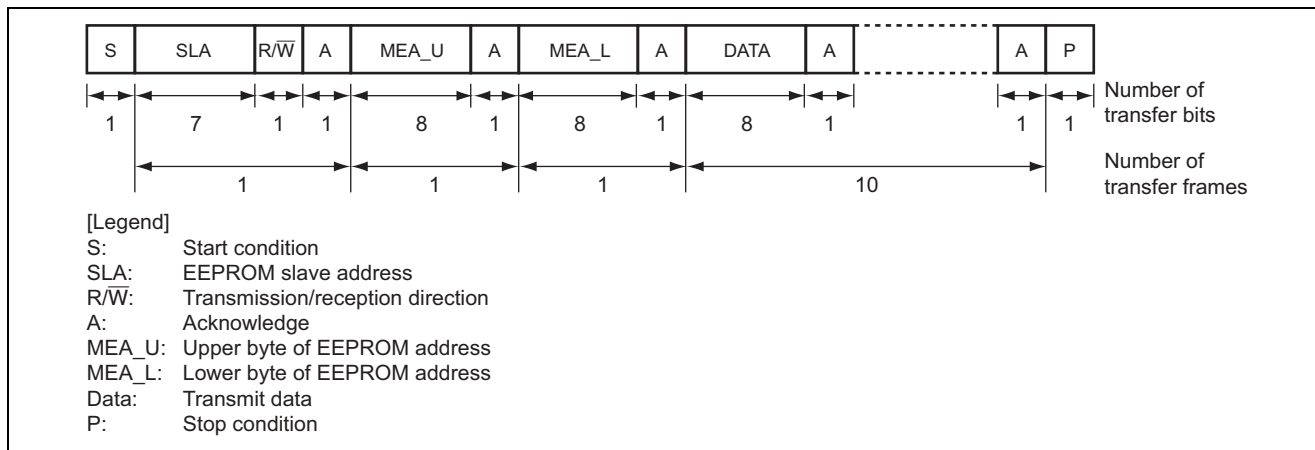 S SLA R/W̅ A MEA_U A MEA_L A DATA A A P
Number of
transfer bits
1 7 1 1 8 1 8 1 8 1 1 1
Number of
transfer frames
1 1 1 10
[Legend]
S: Start condition
SLA: EEPROM slave address
R/W̅: Transmission/reception direction
A: Acknowledge
MEA_U: Upper byte of EEPROM address
MEA_L: Lower byte of EEPROM address
Data: Transmit data
P: Stop condition